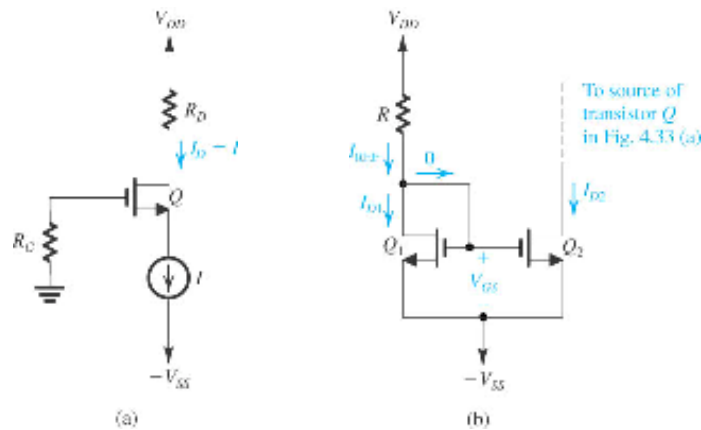 V_DD
R_D
I_D = I
Q
R_G
I
−V_SS
(a)
V_DD
R
I_REF
0
I_D1
Q_1
+
V_GS
Q_2
I_D2
To source of
transistor Q
in Fig. 4.33 (a)
−V_SS
(b)